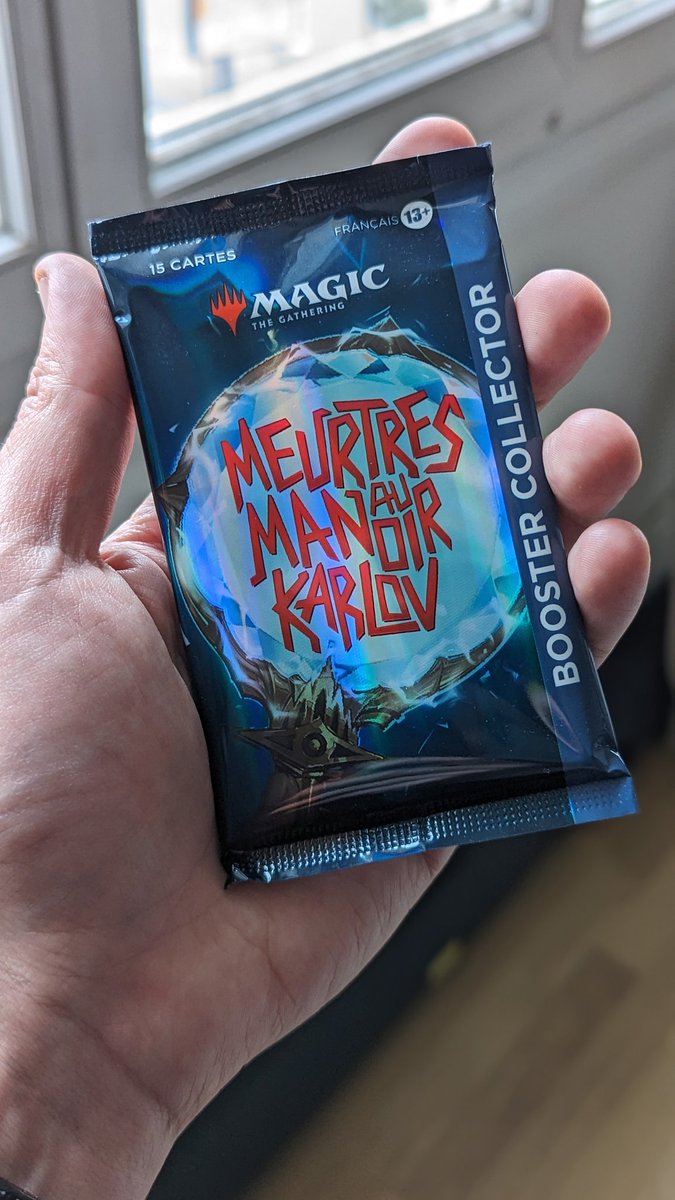 FRANÇAIS 13+
15 CARTES
MAGIC
THE GATHERING
MEURTRES
AU
MANOIR
KARLOV
BOOSTER COLLECTOR